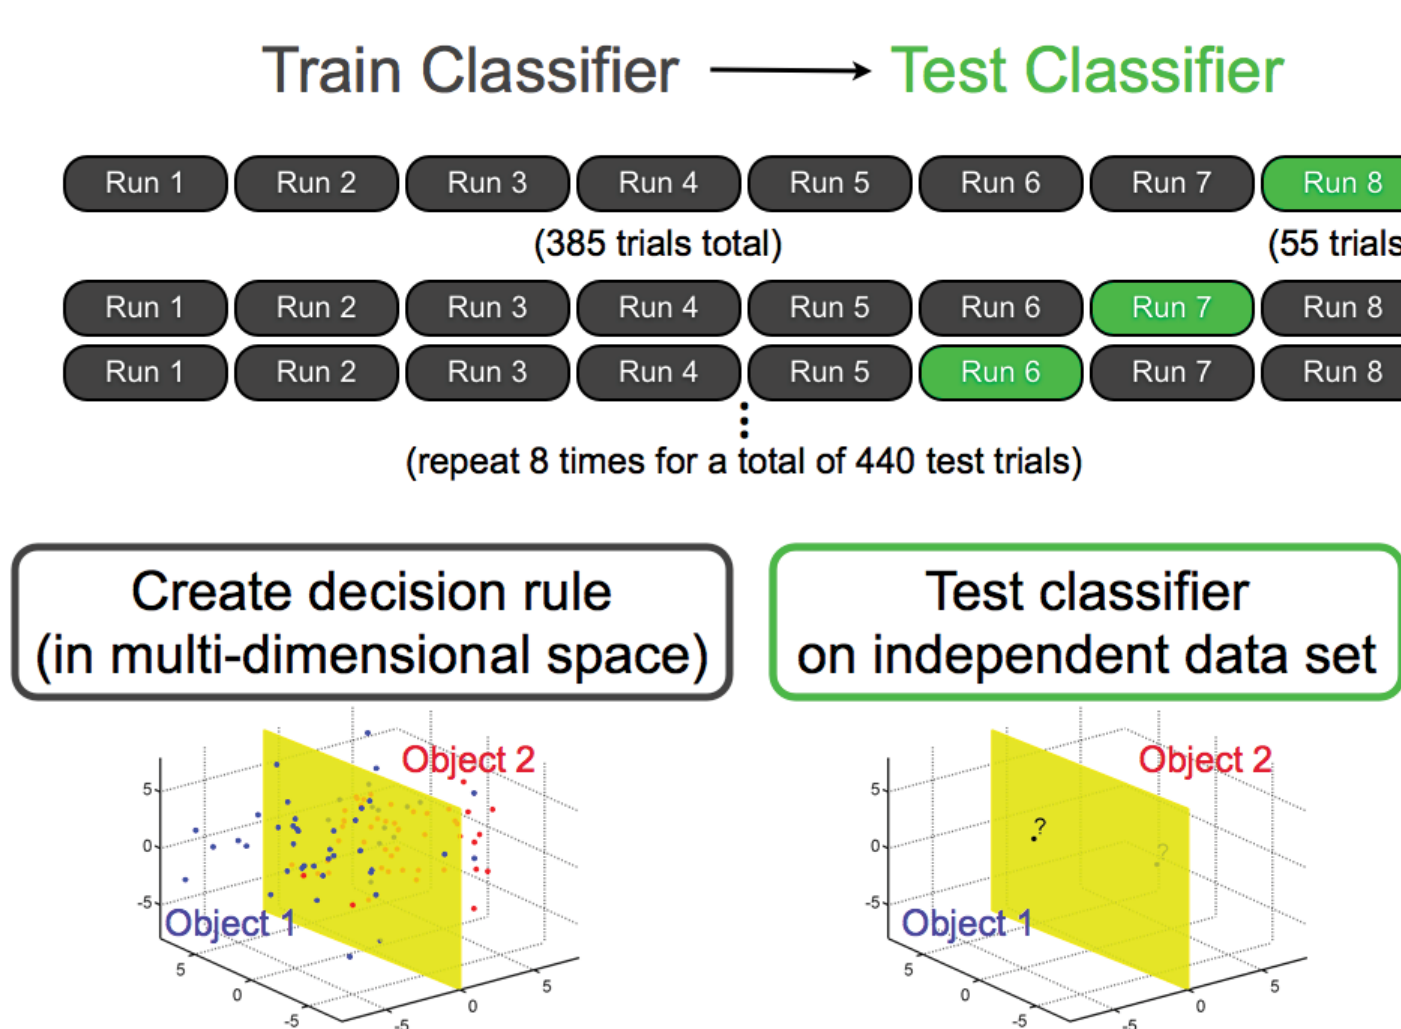 Train Classifier Test Classifier
Run 1 Run 2 Run 3 Run 4 Run 5 Run 6 Run 7 Run 8
(385 trials total) (55 trials
Run 1 Run 2 Run 3 Run 4 Run 5 Run 6 Run 7 Run 8
Run 1 Run 2 Run 3 Run 4 Run 5 Run 6 Run 7 Run 8
(repeat 8 times for a total of 440 test trials)
Create decision rule
(in multi-dimensional space)
Test classifier
on independent data set
Object 2
5
0
-5
Object 1
5
0
-5
-5
0
5
Object 2
?
?
5
0
-5
Object 1
5
0
-5
-5
0
5